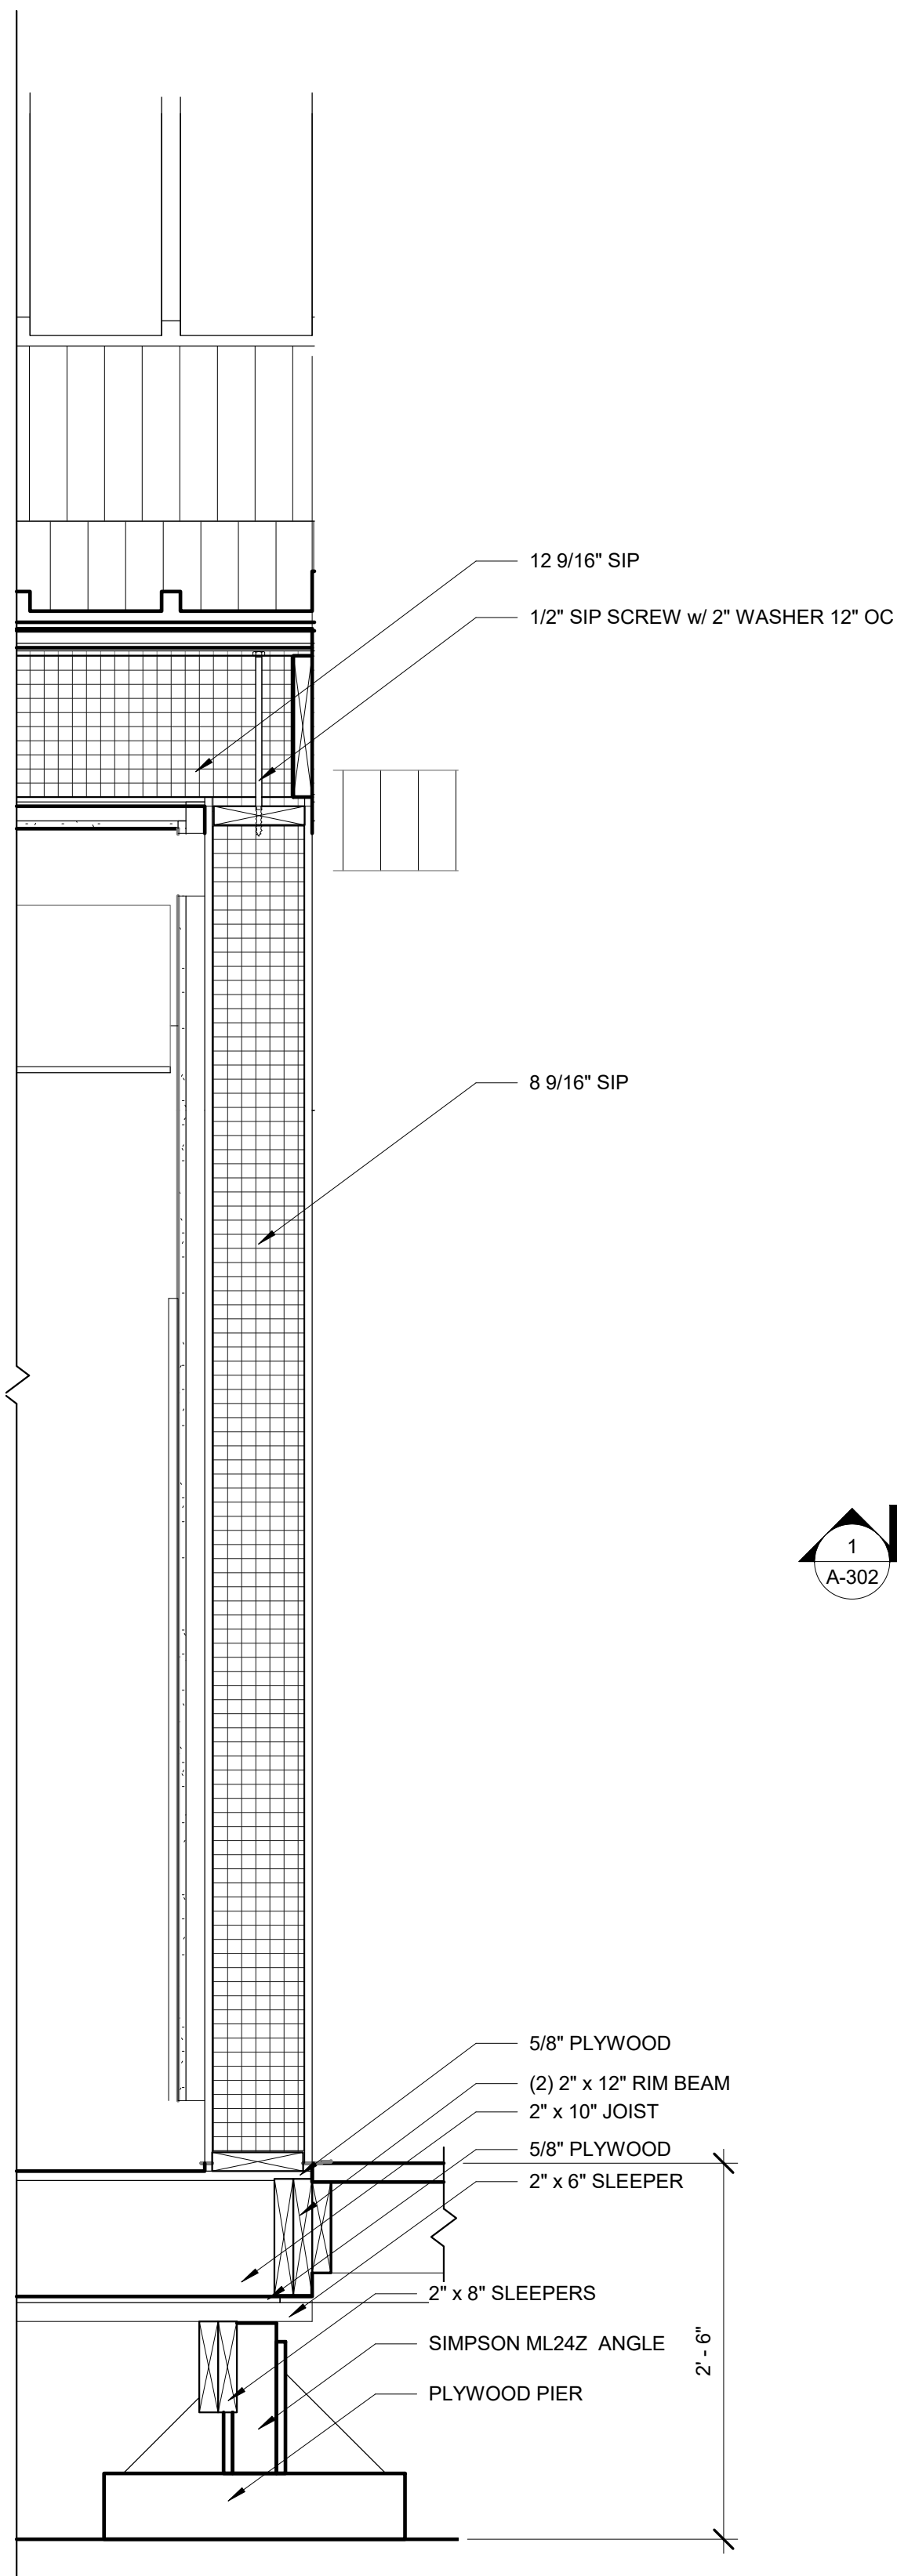 12 9/16" SIP
1/2" SIP SCREW w/ 2" WASHER 12" OC
8 9/16" SIP
1
A-302
5/8" PLYWOOD
(2) 2" x 12" RIM BEAM
2" x 10" JOIST
5/8" PLYWOOD
2" x 6" SLEEPER
2" x 8" SLEEPERS
SIMPSON ML24Z ANGLE
PLYWOOD PIER
2' - 6"